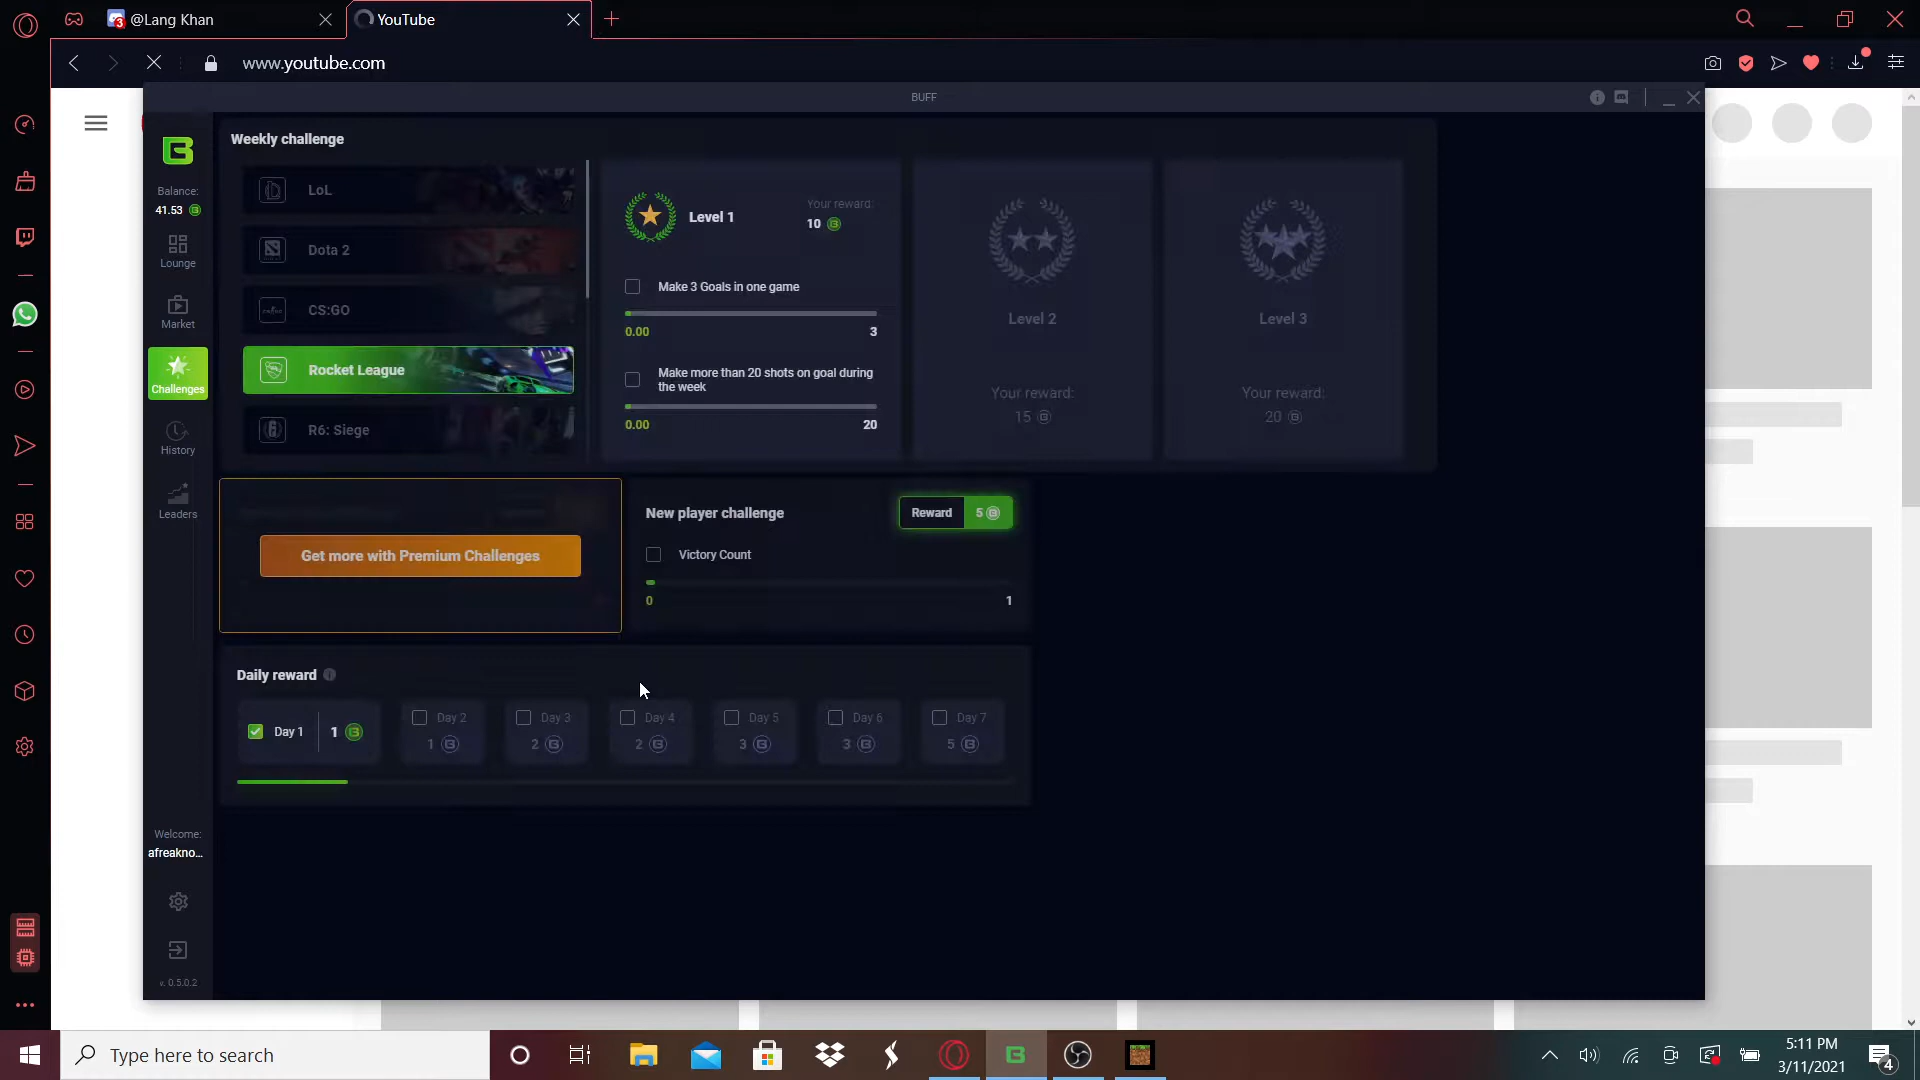 @Lang Khan
3
YouTube
www.youtube.com
BUFF
Balance:
41.53
Lounge
Market
Challenges
History
Leaders
Weekly challenge
LoL
Dota 2
CS:GO
Rocket League
R6: Siege
Level 1
Your reward:
10
Make 3 Goals in one game
0.00 3
Make more than 20 shots on goal during
the week
0.00 20
Level 2
Your reward:
15
Level 3
Your reward:
20
Get more with Premium Challenges
New player challenge
Reward 5
Victory Count
0 1
Daily reward
Day 1 1
Day 2
1
Day 3
2
Day 4
2
Day 5
3
Day 6
3
Day 7
5
Welcome:
afreakno...
v. 0.5.0.2
Type here to search
5:11 PM
3/11/2021
4